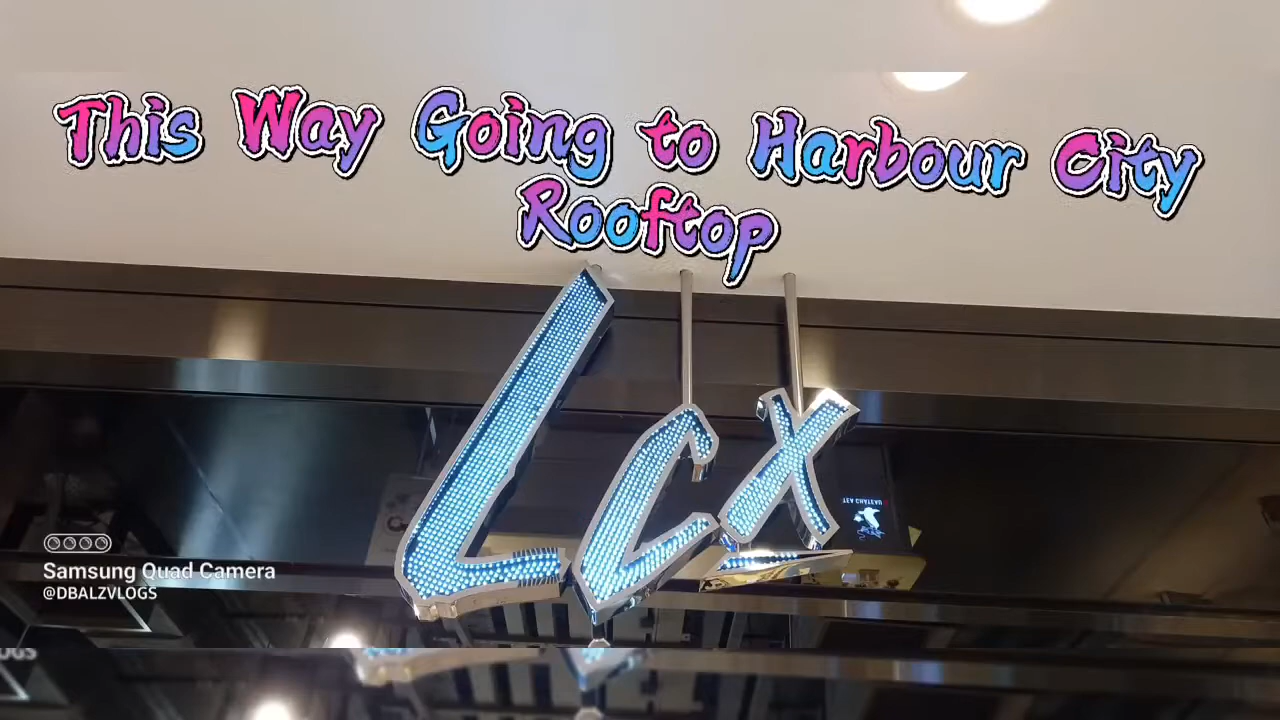 This Way Going to Harbour City
Rooftop
Lcx
Samsung Quad Camera
@DBALZVLOGS